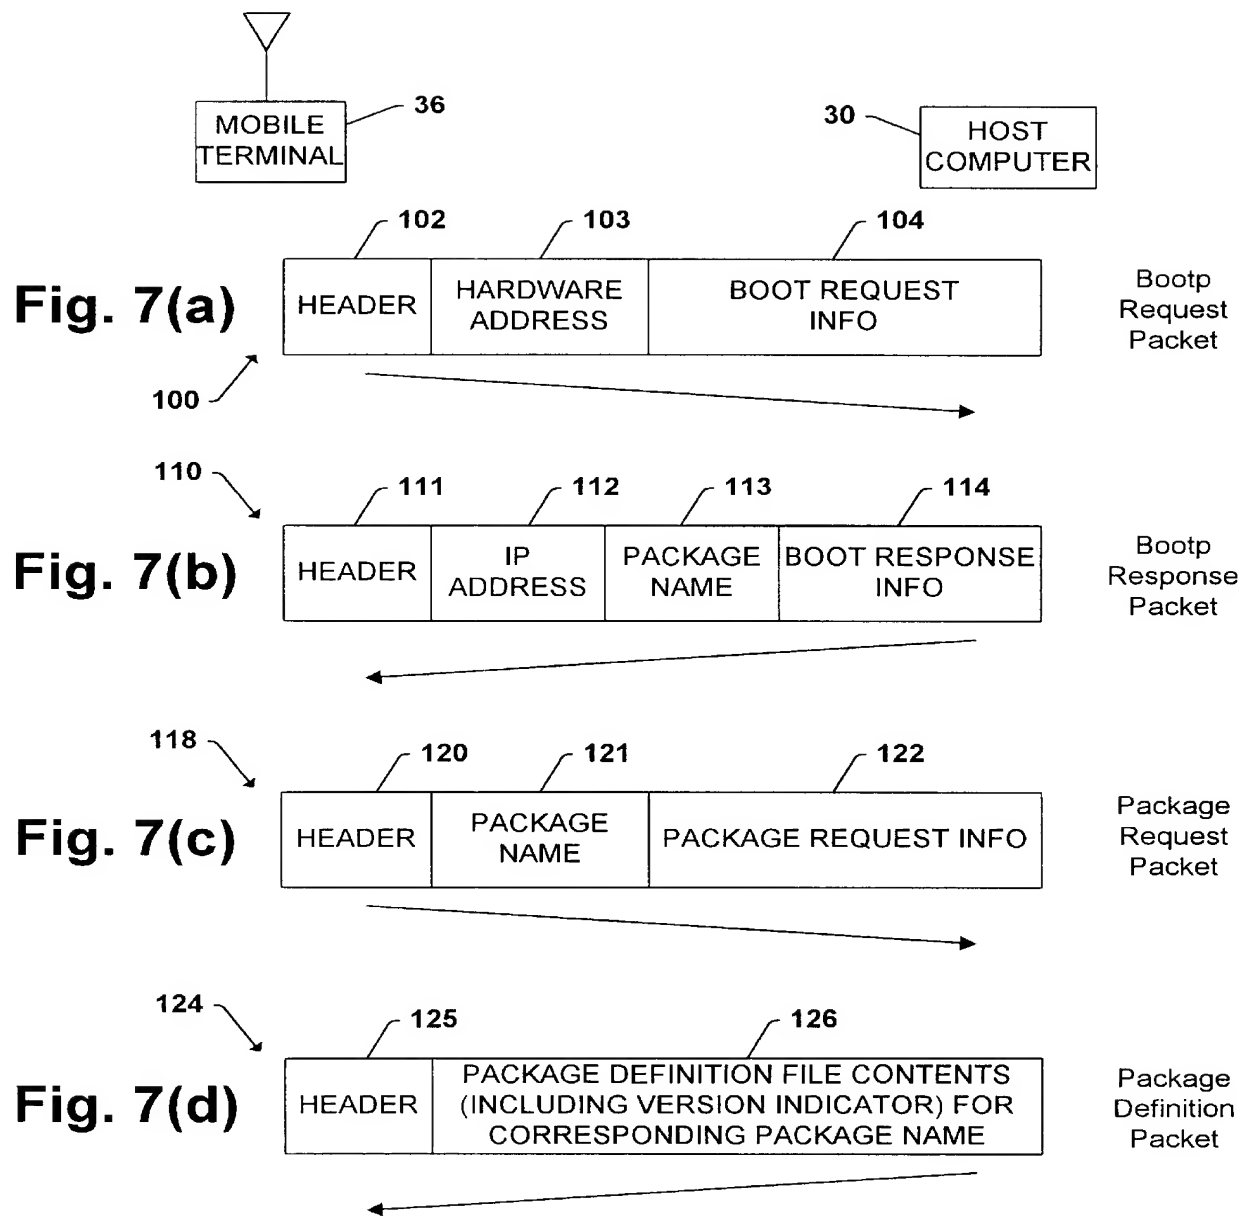 MOBILE
TERMINAL
36
30
HOST
COMPUTER
102
103
104
Fig. 7(a)
HEADER
HARDWARE
ADDRESS
BOOT REQUEST
INFO
Bootp
Request
Packet
100
110
111
112
113
114
Fig. 7(b)
HEADER
IP
ADDRESS
PACKAGE
NAME
BOOT RESPONSE
INFO
Bootp
Response
Packet
118
120
121
122
Fig. 7(c)
HEADER
PACKAGE
NAME
PACKAGE REQUEST INFO
Package
Request
Packet
124
125
126
Fig. 7(d)
HEADER
PACKAGE DEFINITION FILE CONTENTS
(INCLUDING VERSION INDICATOR) FOR
CORRESPONDING PACKAGE NAME
Package
Definition
Packet